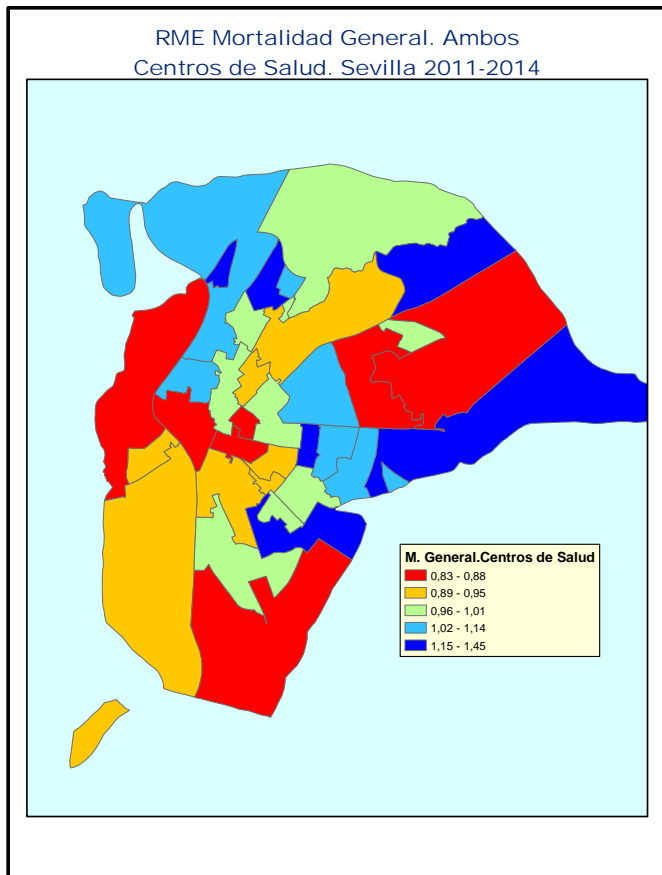 RME Mortalidad General. Ambos
Centros de Salud. Sevilla 2011-2014
M. General.Centros de Salud
0,83 - 0,88
0,89 - 0,95
0,96 - 1,01
1,02 - 1,14
1,15 - 1,45